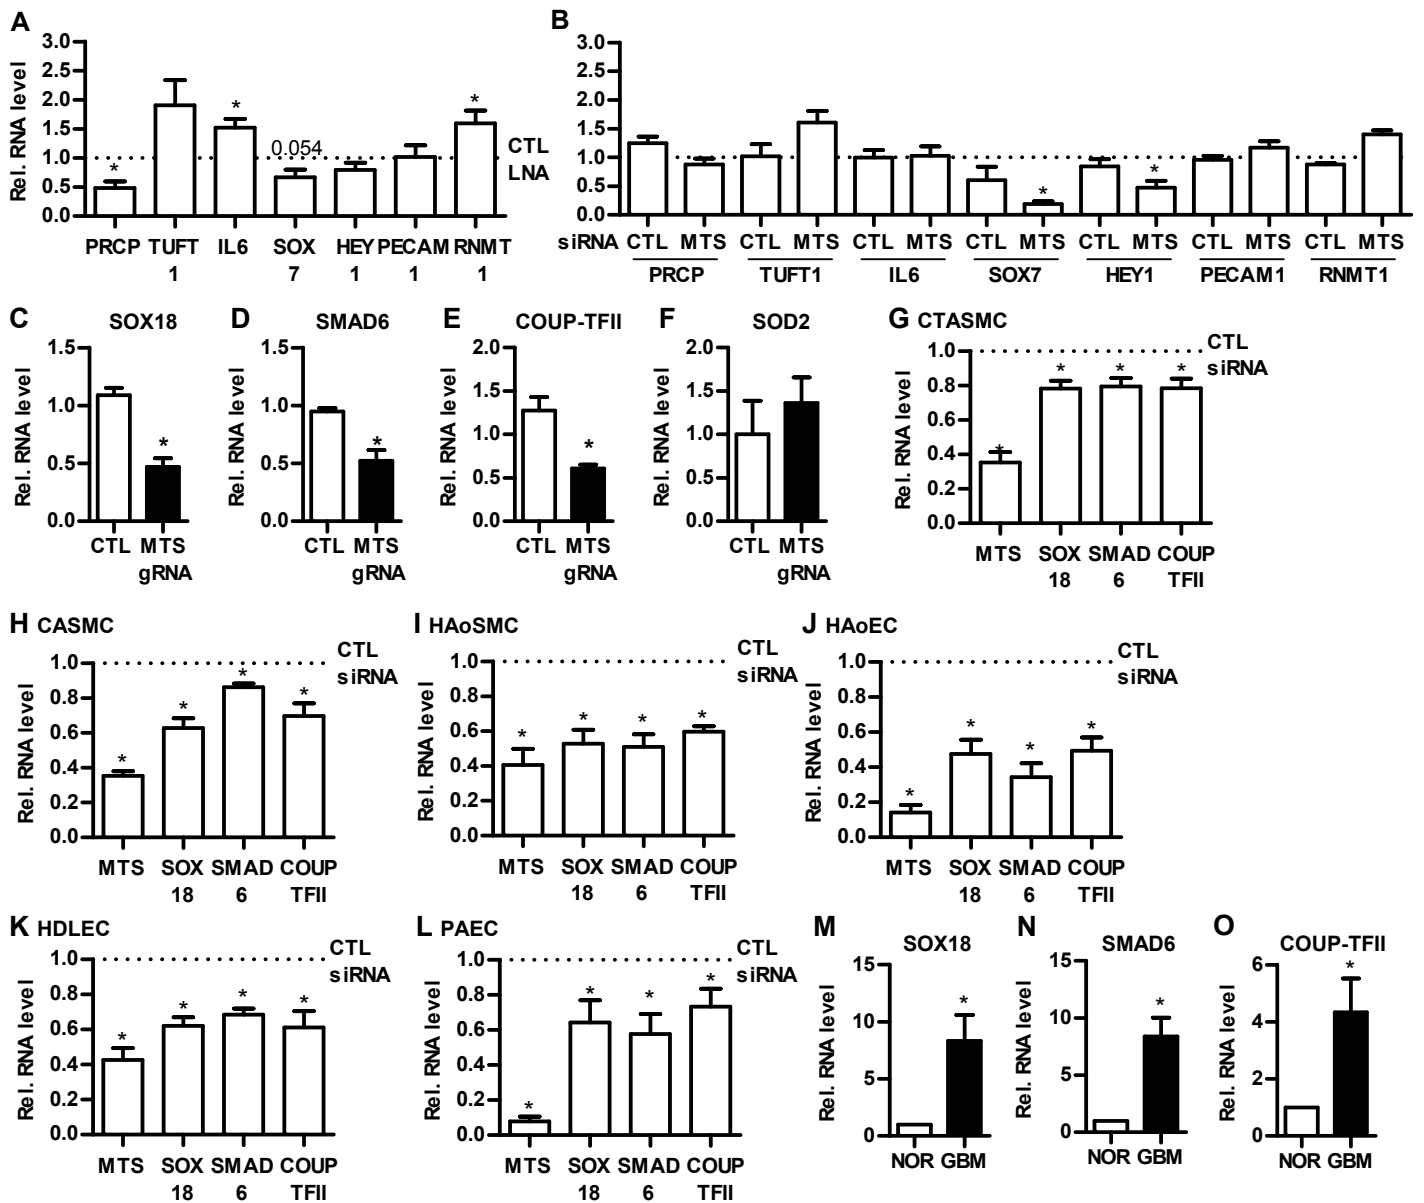 A
Rel. RNA level
3.0
2.5
2.0
1.5
1.0
0.5
0.0
*
*
0.054
*
CTL
LNA
PRCP TUFT IL6 SOX HEY PECAM RNMT
1 7 1 1 1
B
Rel. RNA level
3.0
2.5
2.0
1.5
1.0
0.5
0.0
*
*
siRNA CTL MTS CTL MTS CTL MTS CTL MTS CTL MTS CTL MTS CTL MTS
PRCP TUFT1 IL6 SOX7 HEY1 PECAM1 RNMT1
C
SOX18
Rel. RNA level
1.5
1.0
0.5
0.0
*
CTL MTS
gRNA
D
SMAD6
Rel. RNA level
1.5
1.0
0.5
0.0
*
CTL MTS
gRNA
E
COUP-TFII
Rel. RNA level
2.0
1.5
1.0
0.5
0.0
*
CTL MTS
gRNA
F
SOD2
Rel. RNA level
2.0
1.5
1.0
0.5
0.0
CTL MTS
gRNA
G CTASMC
CTL
siRNA
Rel. RNA level
1.0
0.8
0.6
0.4
0.2
0.0
* * * *
MTS SOX SMAD COUP
18 6 TFII
H CASMC
CTL
siRNA
Rel. RNA level
1.0
0.8
0.6
0.4
0.2
0.0
* * * *
MTS SOX SMAD COUP
18 6 TFII
I HAoSMC
CTL
siRNA
Rel. RNA level
1.0
0.8
0.6
0.4
0.2
0.0
* * * *
MTS SOX SMAD COUP
18 6 TFII
J HAoEC
CTL
siRNA
Rel. RNA level
1.0
0.8
0.6
0.4
0.2
0.0
* * * *
MTS SOX SMAD COUP
18 6 TFII
K HDLEC
CTL
siRNA
Rel. RNA level
1.0
0.8
0.6
0.4
0.2
0.0
* * * *
MTS SOX SMAD COUP
18 6 TFII
L PAEC
CTL
siRNA
Rel. RNA level
1.0
0.8
0.6
0.4
0.2
0.0
* * * *
MTS SOX SMAD COUP
18 6 TFII
M
SOX18
Rel. RNA level
15
10
5
0
*
NOR GBM
N
SMAD6
Rel. RNA level
15
10
5
0
*
NOR GBM
O
COUP-TFII
Rel. RNA level
6
4
2
0
*
NOR GBM